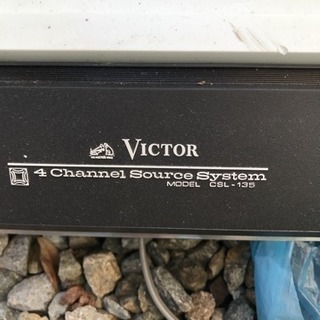 VICTOR
4 Channel Source System
MODEL CSL-135